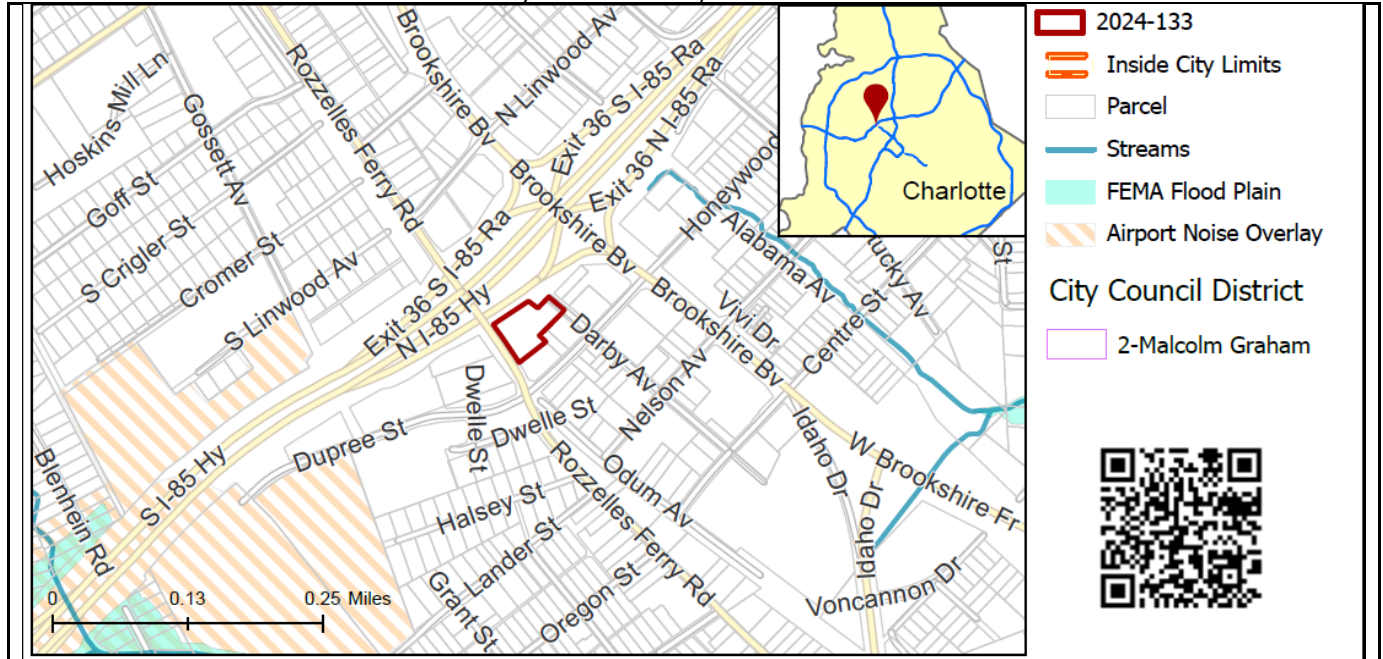 Brookshire Bv
N Linwood Av
Exit 36 S I-85 Ra
Exit 36 N I-85 Ra
Rozzelles Ferry Rd
Hoskins Mill Ln
Gossett Av
Goff St
S Crigler St
Cromer St
S Linwood Av
Exit 36 S I-85 Ra
N I-85 Hy
Brookshire Bv
Honeywood
Alabama Av
Charlotte
St
Brookshire Bv
Vivi Dr
Centre St
Darby Av
Nelson Av
Dwelle St
Dwelle St
Dupree St
S I-85 Hy
Blenhein Rd
Idaho Dr
W Brookshire Fr
Idaho Dr
Odum Av
Rozzelles Ferry Rd
Halsey St
Lander St
Grant St
Oregon St
Voncannon Dr
0 0.13 0.25 Miles
2024-133
Inside City Limits
Parcel
Streams
FEMA Flood Plain
Airport Noise Overlay
City Council District
2-Malcolm Graham